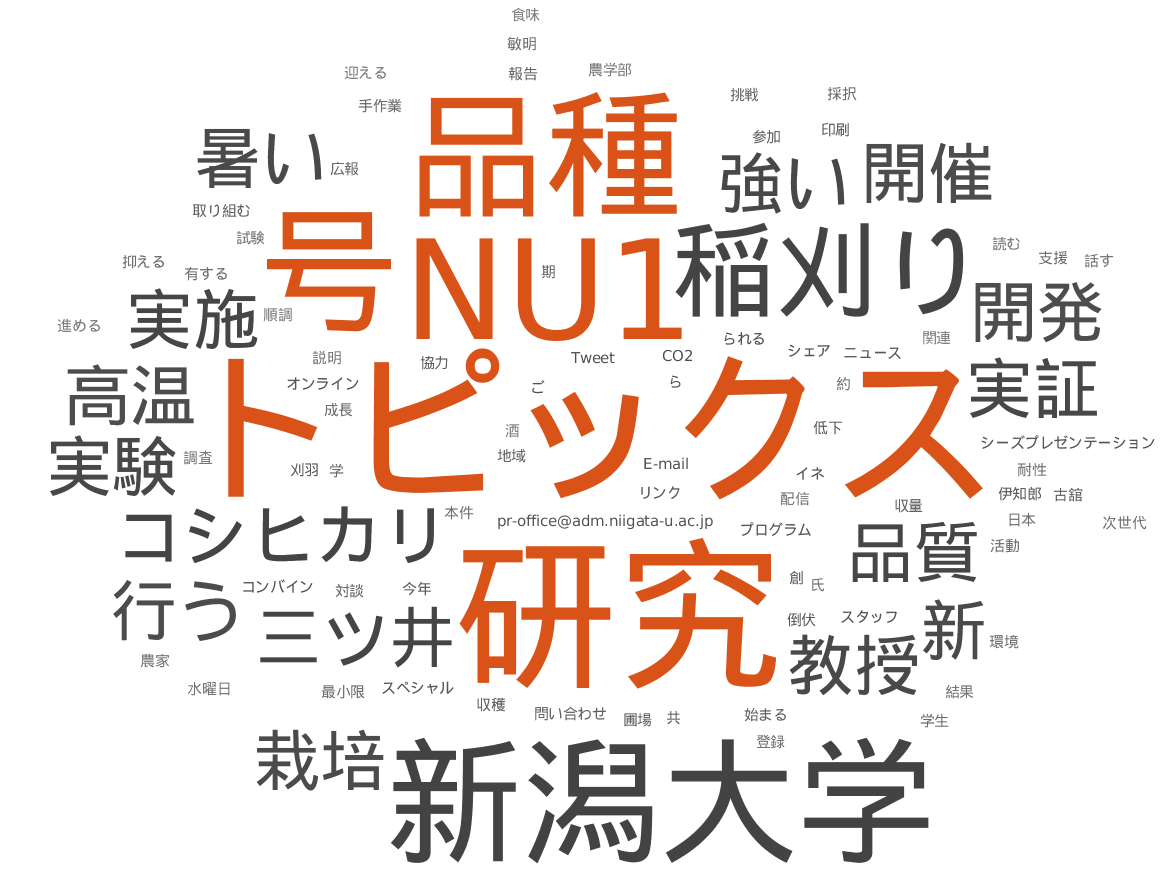 食味
敏明
迎える 報告 農学部
手作業 挑戦 採択
品種
参加 印刷
暑い 広報 強い 開催
取り組む
号 NU1 稲刈り
試験 期 読む 支援 話す
抑える 有する
実施 順調 開発
進める
られる 関連
説明 協力 Tweet CO2 シェア ニュース
高温 オンライン ご ら 約 実証
トピックス
成長 酒 低下
実験 調査 地域 シーズプレゼンテーション
刈羽 学 E-mail イネ 耐性
リンク 配信 収量 伊知郎 古舘
コシヒカリ 本件 pr-office@adm.niigata-u.ac.jp プログラム 日本 次世代
研究 品質 活動
コンバイン 対談 今年 創 氏
行う 三ツ井 倒伏 スタッフ 新 環境
農家 教授
水曜日 最小限 スペシャル 結果
収穫 問い合わせ 圃場 共 始まる 学生
登録
栽培 新潟大学